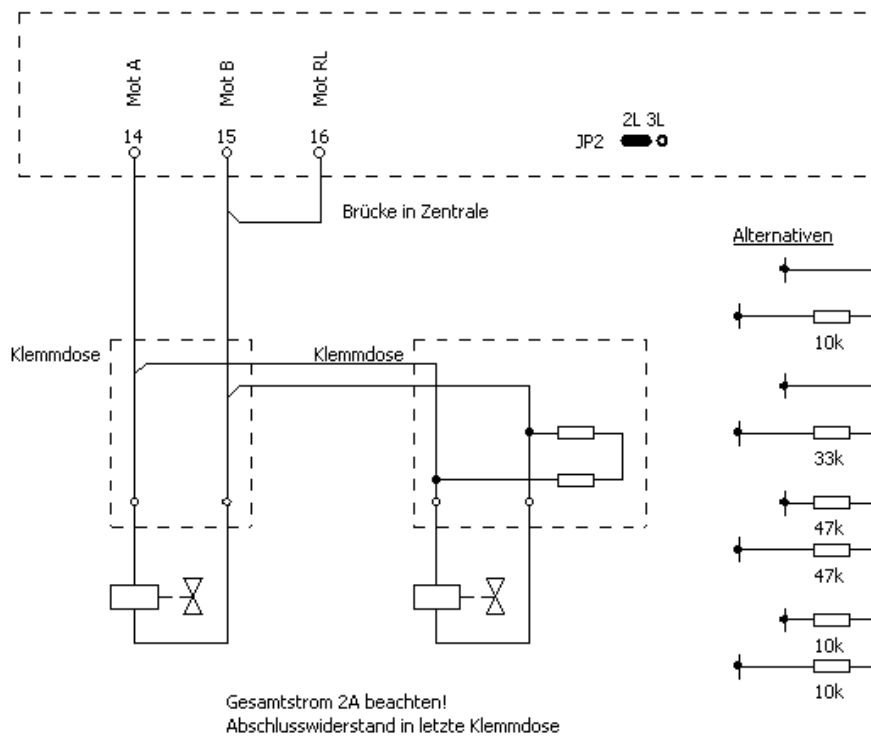 Mot A
Mot B
Mot RL
14
15
16
2L 3L
JP2
Brücke in Zentrale
Alternativen
10k
Klemmdose
Klemmdose
33k
47k
47k
10k
10k
Gesamtstrom 2A beachten!
Abschlusswiderstand in letzte Klemmdose